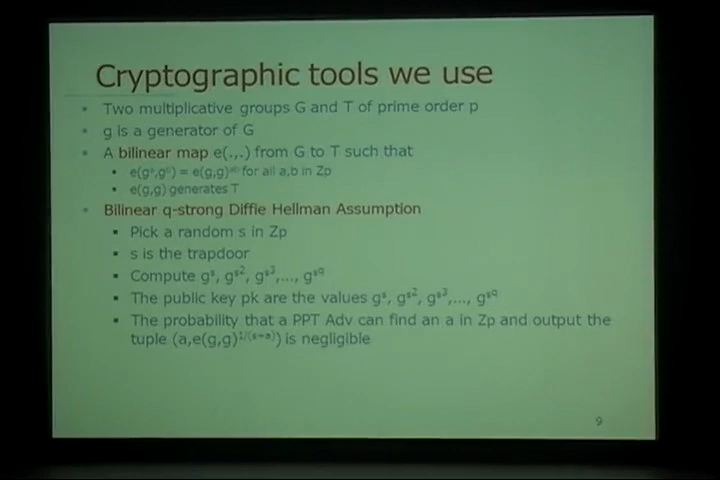 Cryptographic tools we use
Two multiplicative groups G and T of prime order p
g is a generator of G
A bilinear map e(.,.) from G to T such that
e(gᵃ,gᵇ) = e(g,g)ᵃᵇ for all a,b in Zp
e(g,g) generates T
Bilinear q-strong Diffie Hellman Assumption
Pick a random s in Zp
s is the trapdoor
Compute g^s, g^s2, g^s3,..., g^sq
The public key pk are the values g^s, g^s2, g^s3,..., g^sq
The probability that a PPT Adv can find an a in Zp and output the
tuple (a,e(g,g)^1/(s+a)) is negligible
9